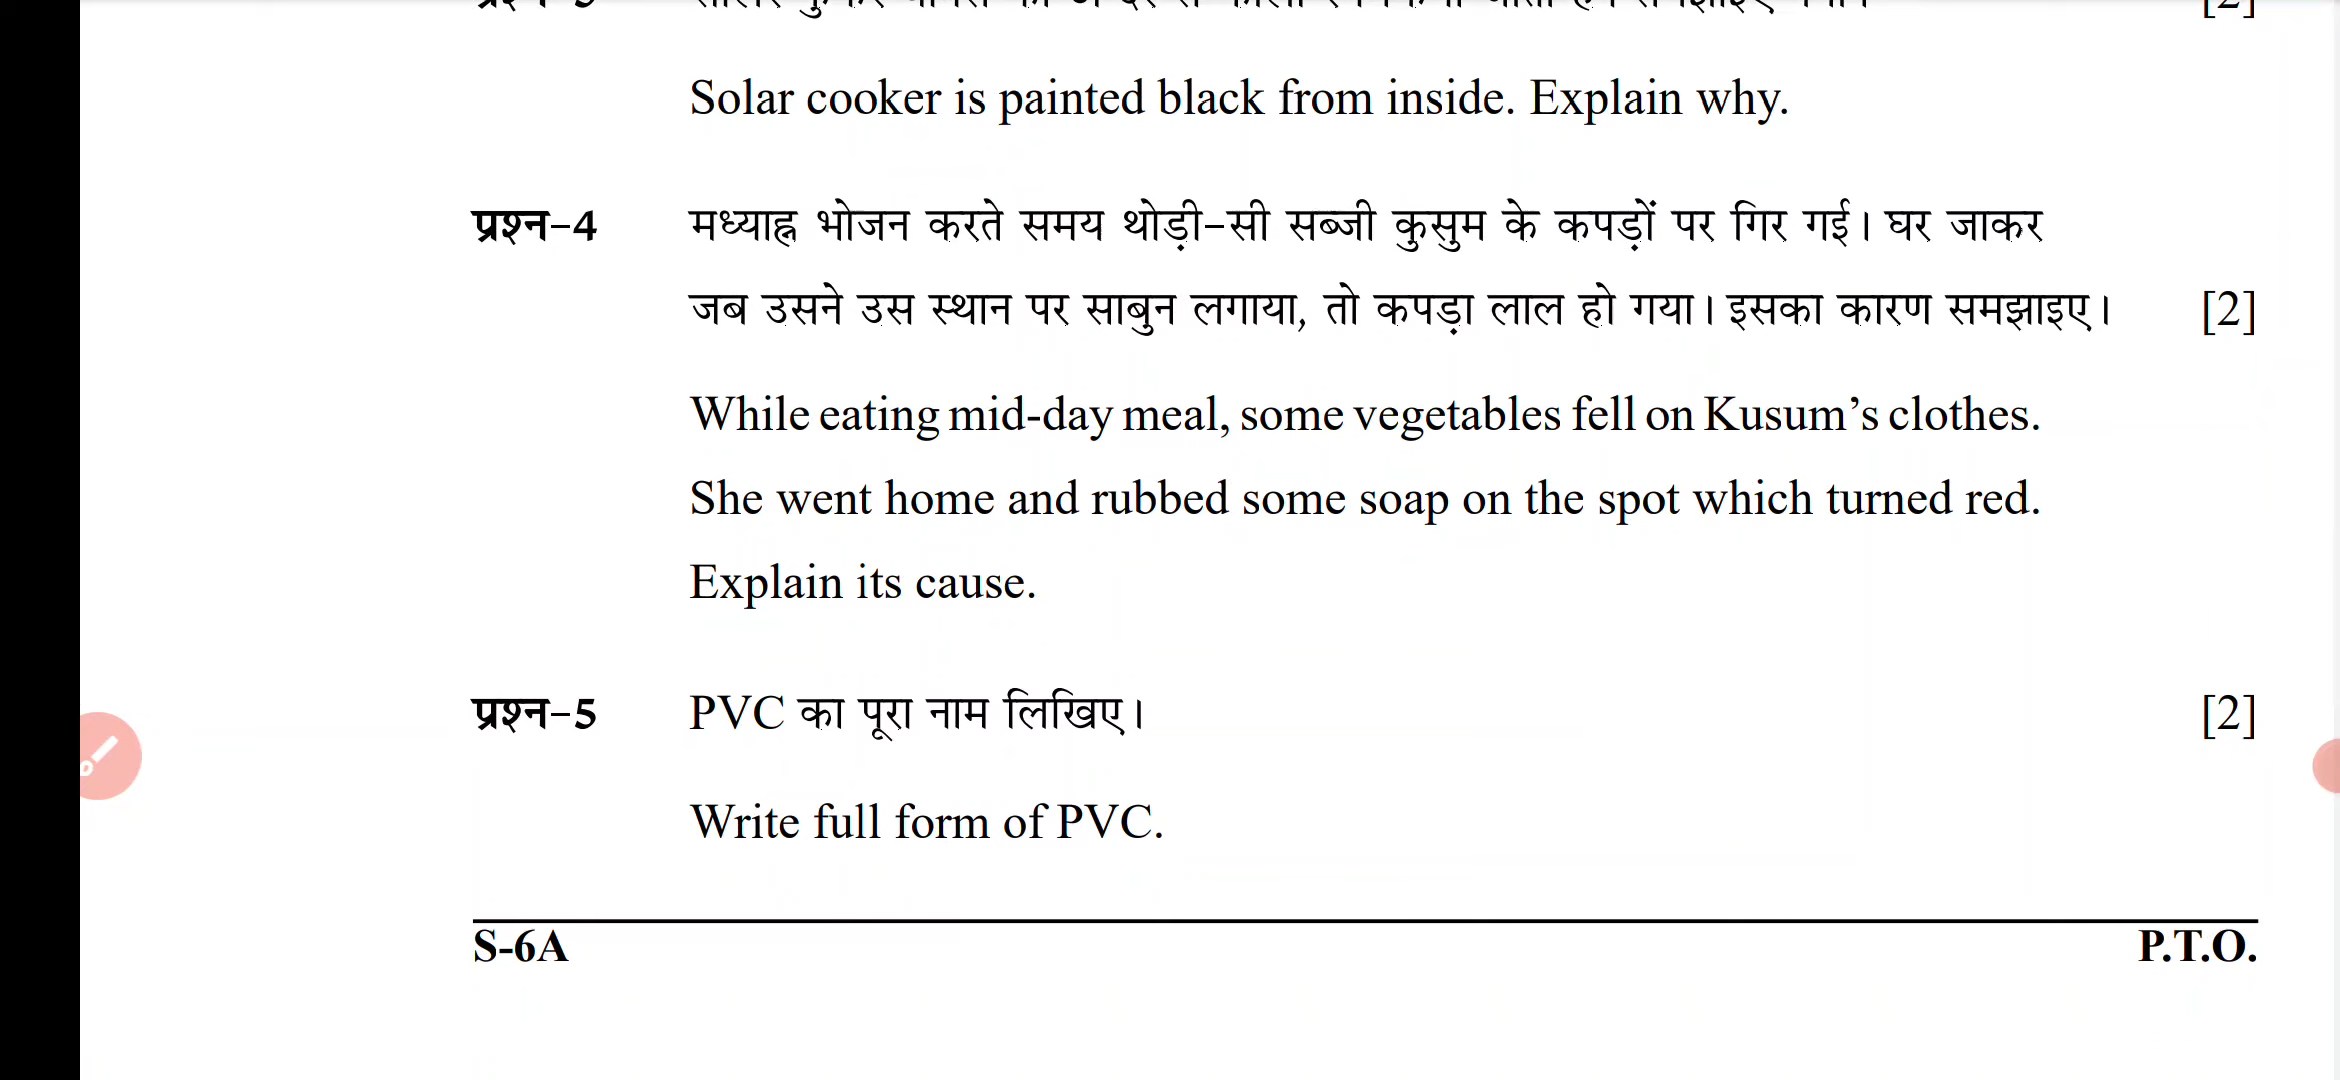 Solar cooker is painted black from inside. Explain why.
प्रश्न-4 मध्याह्न भोजन करते समय थोड़ी-सी सब्जी कुसुम के कपड़ों पर गिर गई। घर जाकर
जब उसने उस स्थान पर साबुन लगाया, तो कपड़ा लाल हो गया। इसका कारण समझाइए। [2]
While eating mid-day meal, some vegetables fell on Kusum’s clothes.
She went home and rubbed some soap on the spot which turned red.
Explain its cause.
प्रश्न-5 PVC का पूरा नाम लिखिए। [2]
Write full form of PVC.
S-6A P.T.O.